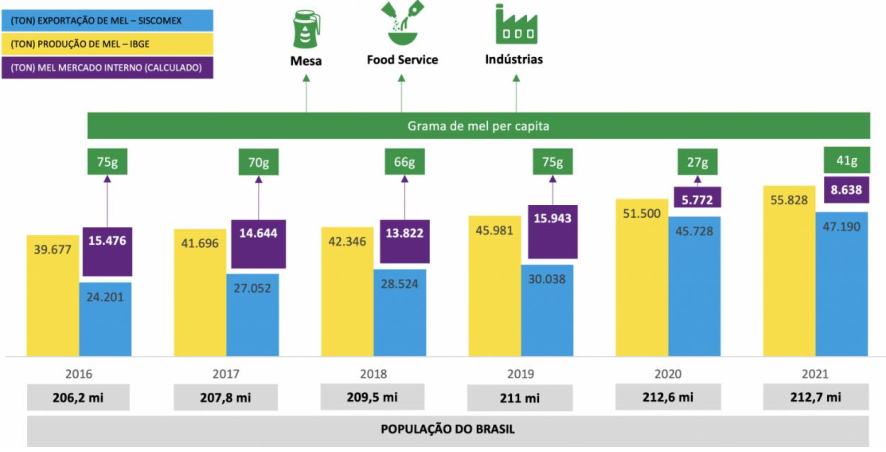 (TON) EXPORTAÇÃO DE MEL – SISCOMEX
(TON) PRODUÇÃO DE MEL – IBGE
(TON) MEL MERCADO INTERNO (CALCULADO)
Mesa
Food Service
Indústrias
Grama de mel per capita
75g
70g
66g
75g
27g
41g
39.677
15.476
24.201
41.696
14.644
27.052
42.346
13.822
28.524
45.981
15.943
30.038
51.500
5.772
45.728
55.828
8.638
47.190
2016
2017
2018
2019
2020
2021
206,2 mi
207,8 mi
209,5 mi
211 mi
212,6 mi
212,7 mi
POPULAÇÃO DO BRASIL